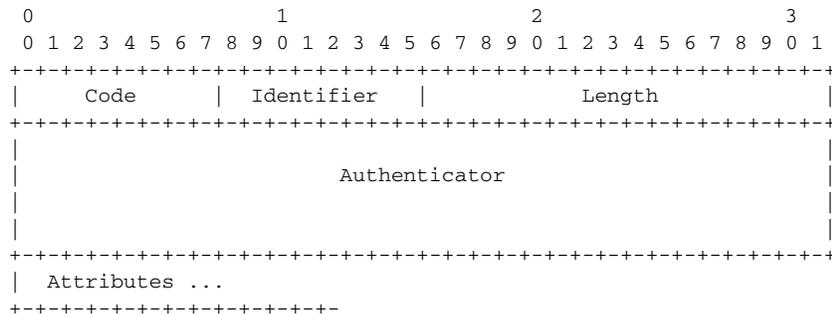 0                   1                   2                   3
 0 1 2 3 4 5 6 7 8 9 0 1 2 3 4 5 6 7 8 9 0 1 2 3 4 5 6 7 8 9 0 1
+-+-+-+-+-+-+-+-+-+-+-+-+-+-+-+-+-+-+-+-+-+-+-+-+-+-+-+-+-+-+-+-+
|     Code      |  Identifier   |            Length             |
+-+-+-+-+-+-+-+-+-+-+-+-+-+-+-+-+-+-+-+-+-+-+-+-+-+-+-+-+-+-+-+-+
|                                                               |
|                         Authenticator                         |
|                                                               |
|                                                               |
+-+-+-+-+-+-+-+-+-+-+-+-+-+-+-+-+-+-+-+-+-+-+-+-+-+-+-+-+-+-+-+-+
|  Attributes ...
+-+-+-+-+-+-+-+-+-+-+-+-+-